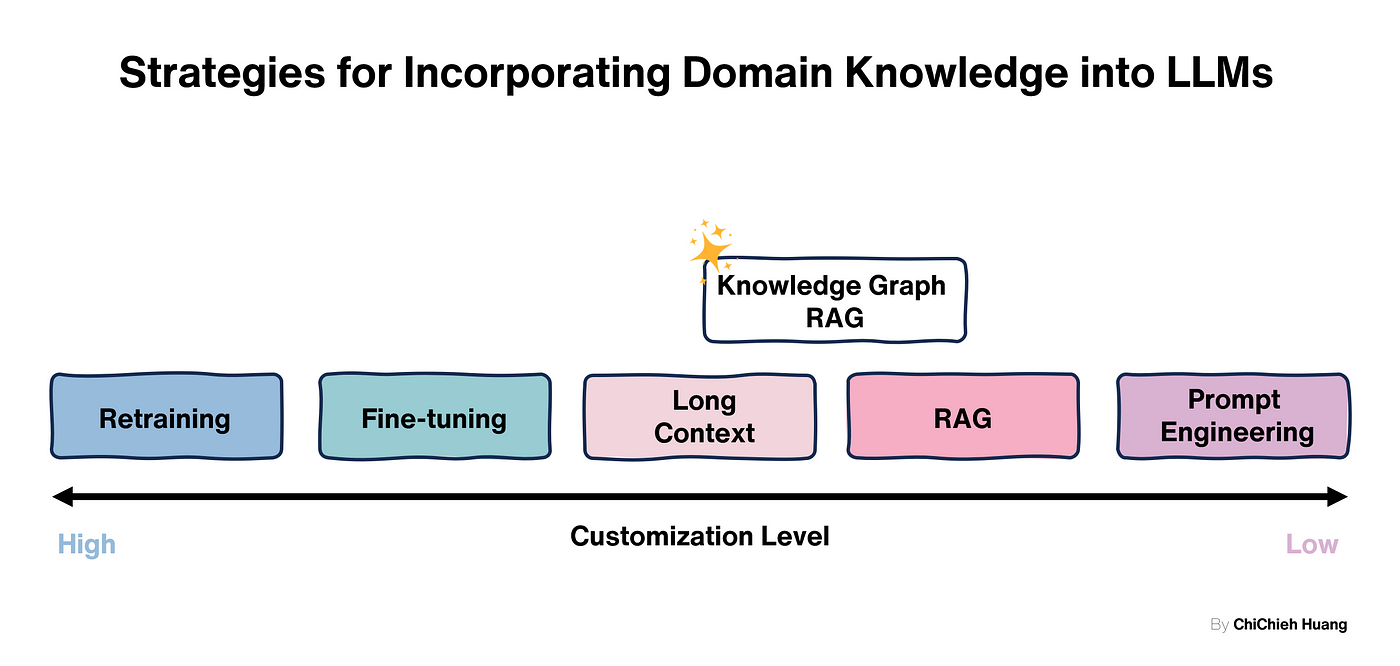 Strategies for Incorporating Domain Knowledge into LLMs
Knowledge Graph
RAG
Retraining
Fine-tuning
Long
Context
RAG
Prompt
Engineering
High
Customization Level
Low
By ChiChieh Huang